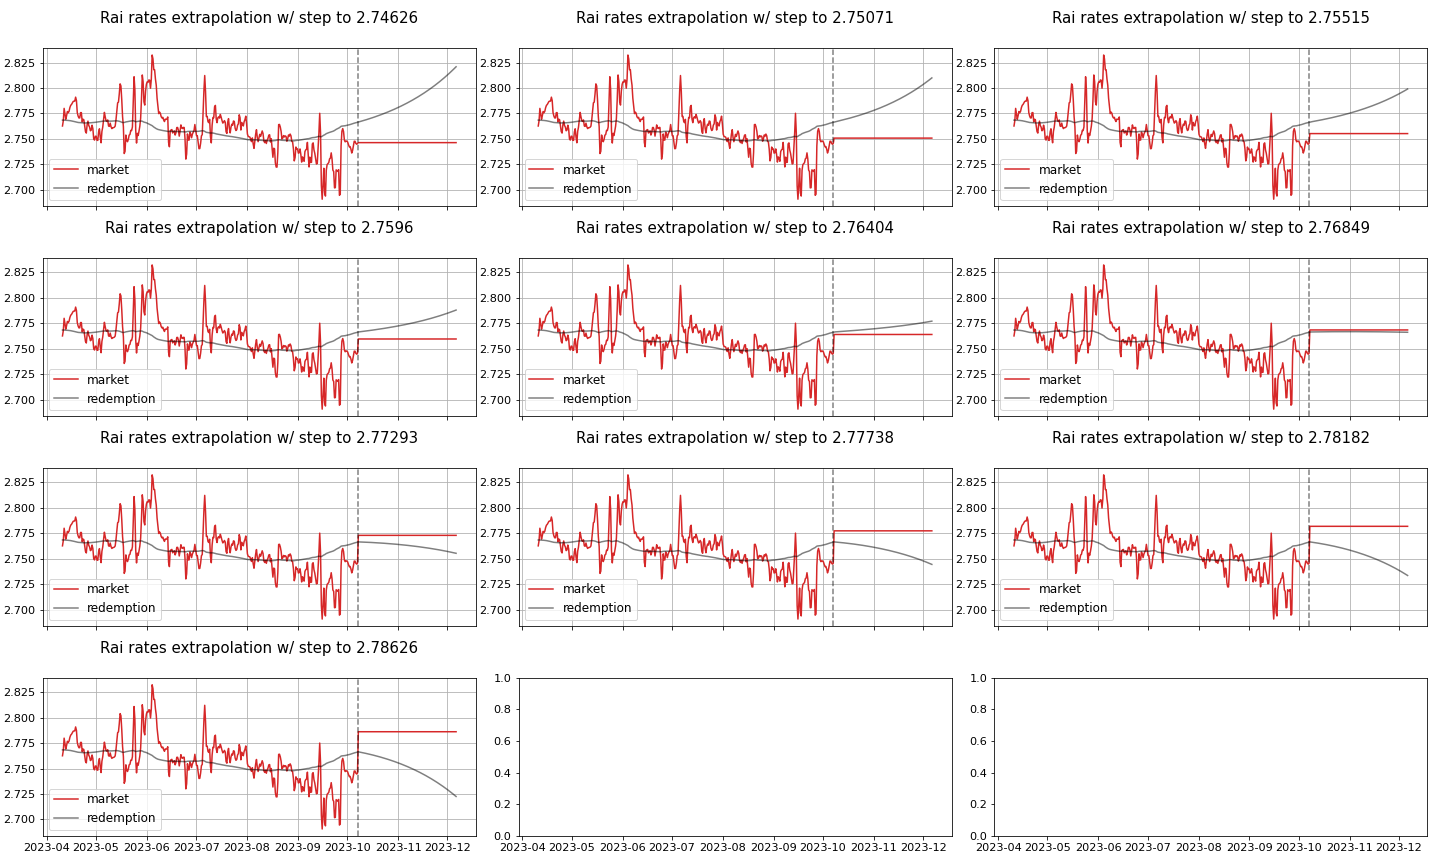 Rai rates extrapolation w/ step to 2.74626
Rai rates extrapolation w/ step to 2.75071
Rai rates extrapolation w/ step to 2.75515
2.825
2.800
2.775
2.750
2.725
2.700
market
redemption
2.825
2.800
2.775
2.750
2.725
2.700
market
redemption
2.825
2.800
2.775
2.750
2.725
2.700
market
redemption
Rai rates extrapolation w/ step to 2.7596
Rai rates extrapolation w/ step to 2.76404
Rai rates extrapolation w/ step to 2.76849
2.825
2.800
2.775
2.750
2.725
2.700
market
redemption
2.825
2.800
2.775
2.750
2.725
2.700
market
redemption
2.825
2.800
2.775
2.750
2.725
2.700
market
redemption
Rai rates extrapolation w/ step to 2.77293
Rai rates extrapolation w/ step to 2.77738
Rai rates extrapolation w/ step to 2.78182
2.825
2.800
2.775
2.750
2.725
2.700
market
redemption
2.825
2.800
2.775
2.750
2.725
2.700
market
redemption
2.825
2.800
2.775
2.750
2.725
2.700
market
redemption
Rai rates extrapolation w/ step to 2.78626
2.825
2.800
2.775
2.750
2.725
2.700
market
redemption
2023-04 2023-05 2023-06 2023-07 2023-08 2023-09 2023-10 2023-11 2023-12
1.0
0.8
0.6
0.4
0.2
0.0
2023-04 2023-05 2023-06 2023-07 2023-08 2023-09 2023-10 2023-11 2023-12
1.0
0.8
0.6
0.4
0.2
0.0
2023-04 2023-05 2023-06 2023-07 2023-08 2023-09 2023-10 2023-11 2023-12